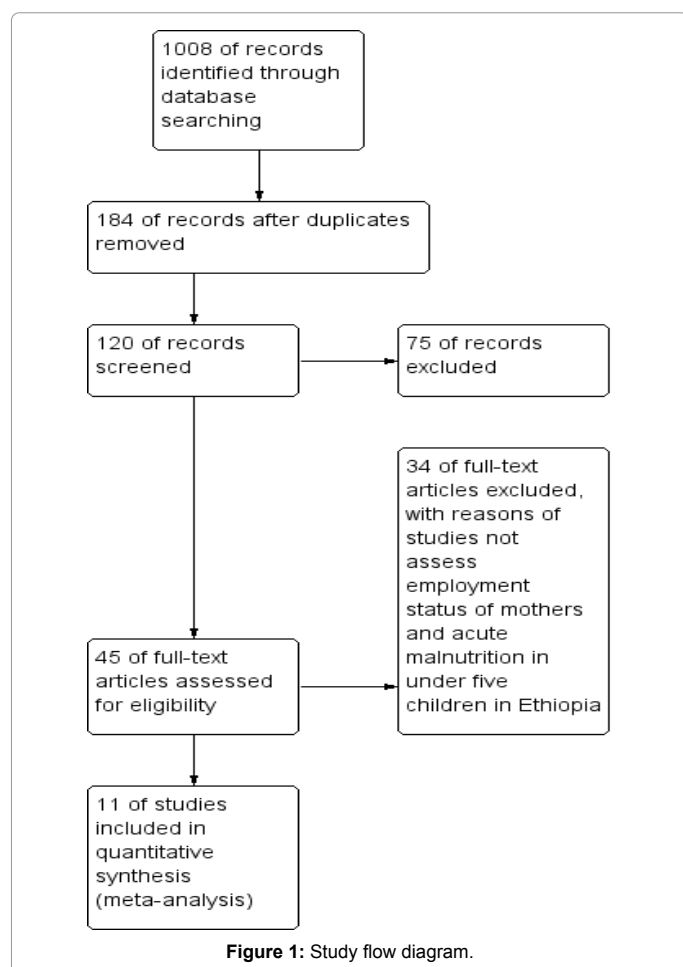 1008 of records
identified through
database
searching
184 of records after duplicates
removed
120 of records
screened
75 of records
excluded
34 of full-text
articles excluded,
with reasons of
studies not
assess
employment
status of mothers
and acute
malnutrition in
under five
children in Ethiopia
45 of full-text
articles assessed
for eligibility
11 of studies
included in
quantitative
synthesis
(meta-analysis)
Figure 1: Study flow diagram.